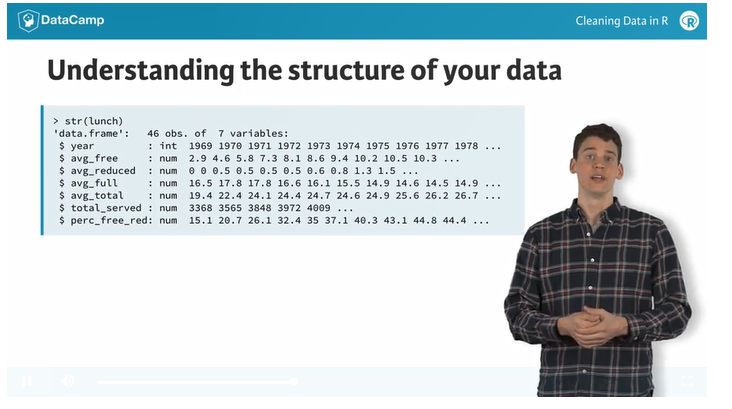 DataCamp
Cleaning Data in R
Understanding the structure of your data
> str(lunch)
'data.frame':   46 obs. of  7 variables:
 $ year         : int  1969 1970 1971 1972 1973 1974 1975 1976 1977 1978 ...
 $ avg_free     : num  2.9 4.6 5.8 7.3 8.1 8.6 9.4 10.2 10.5 10.3 ...
 $ avg_reduced  : num  0 0 0.5 0.5 0.5 0.5 0.6 0.8 1.3 1.5 ...
 $ avg_full     : num  16.5 17.8 17.8 16.6 16.1 15.5 14.9 14.6 14.5 14.9 ...
 $ avg_total    : num  19.4 22.4 24.1 24.4 24.7 24.6 24.9 25.6 26.2 26.7 ...
 $ total_served : num  3368 3565 3848 3972 4009 ...
 $ perc_free_red: num  15.1 20.7 26.1 32.4 35 37.1 40.3 43.1 44.8 44.4 ...